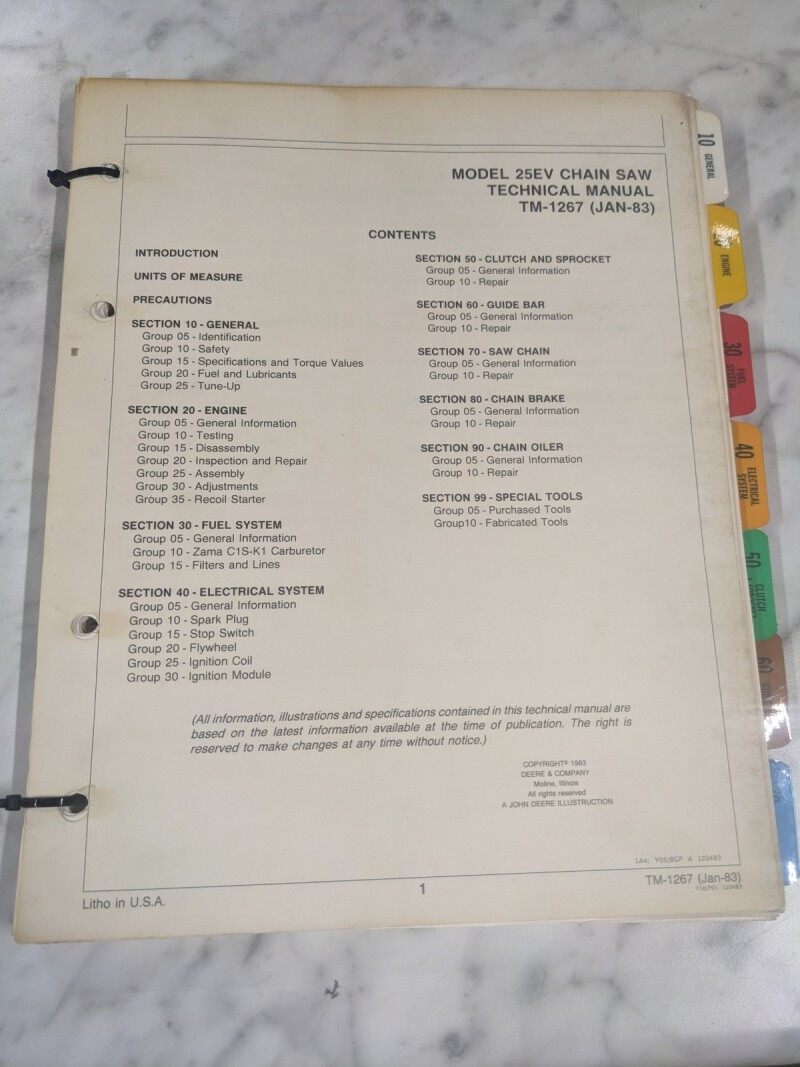 MODEL 25EV CHAIN SAW
TECHNICAL MANUAL
TM-1267 (JAN-83)
CONTENTS
INTRODUCTION
UNITS OF MEASURE
PRECAUTIONS
SECTION 10 - GENERAL
Group 05 - Identification
Group 10 - Safety
Group 15 - Specifications and Torque Values
Group 20 - Fuel and Lubricants
Group 25 - Tune-Up
SECTION 20 - ENGINE
Group 05 - General Information
Group 10 - Testing
Group 15 - Disassembly
Group 20 - Inspection and Repair
Group 25 - Assembly
Group 30 - Adjustments
Group 35 - Recoil Starter
SECTION 30 - FUEL SYSTEM
Group 05 - General Information
Group 10 - Zama C1S-K1 Carburetor
Group 15 - Filters and Lines
SECTION 40 - ELECTRICAL SYSTEM
Group 05 - General Information
Group 10 - Spark Plug
Group 15 - Stop Switch
Group 20 - Flywheel
Group 25 - Ignition Coil
Group 30 - Ignition Module
SECTION 50 - CLUTCH AND SPROCKET
Group 05 - General Information
Group 10 - Repair
SECTION 60 - GUIDE BAR
Group 05 - General Information
Group 10 - Repair
SECTION 70 - SAW CHAIN
Group 05 - General Information
Group 10 - Repair
SECTION 80 - CHAIN BRAKE
Group 05 - General Information
Group 10 - Repair
SECTION 90 - CHAIN OILER
Group 05 - General Information
Group 10 - Repair
SECTION 99 - SPECIAL TOOLS
Group 05 - Purchased Tools
Group10 - Fabricated Tools
(All information, illustrations and specifications contained in this technical manual are
based on the latest information available at the time of publication. The right is
reserved to make changes at any time without notice.)
COPYRIGHT® 1983
DEERE & COMPANY
Moline, Illinois
All rights reserved
A JOHN DEERE ILLUSTRUCTION
LAA; Y05;BGP A 120483
Litho in U.S.A.
1
TM-1267 (Jan-83)
120483
10 GENERAL
ENGINE
30 FUEL
SYSTEM
40 ELECTRICAL
SYSTEM
50 CLUTCH
60